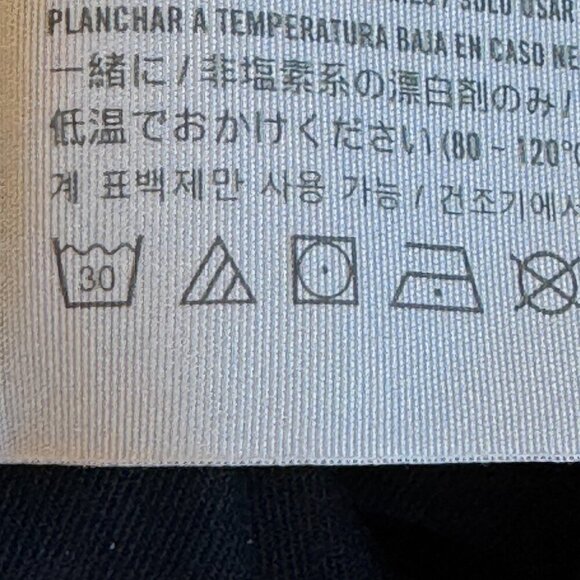 SOLO USAR
PLANCHAR A TEMPERATURA BAJA EN CASO NE
一緒に / 非塩素系の漂白剤のみ /
低温でおかけください (80 ~ 120°C
계 표백제만 사용 가능 / 건조기에서
30